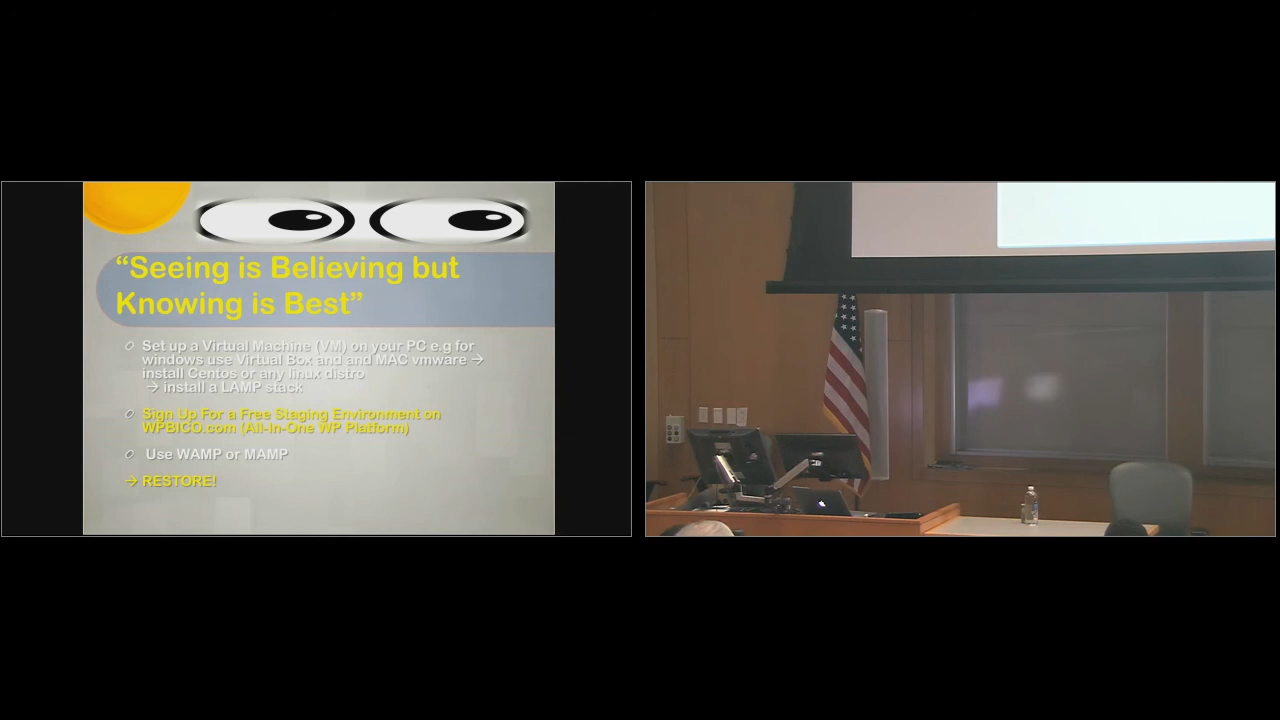 “Seeing is Believing but
Knowing is Best”
Set up a Virtual Machine (VM) on your PC e.g for
windows use Virtual Box and and MAC vmware →
install Centos or any linux distro
→ install a LAMP stack
Sign Up For a Free Staging Environment on
WPBICO.com (All-In-One WP Platform)
Use WAMP or MAMP
→ RESTORE!